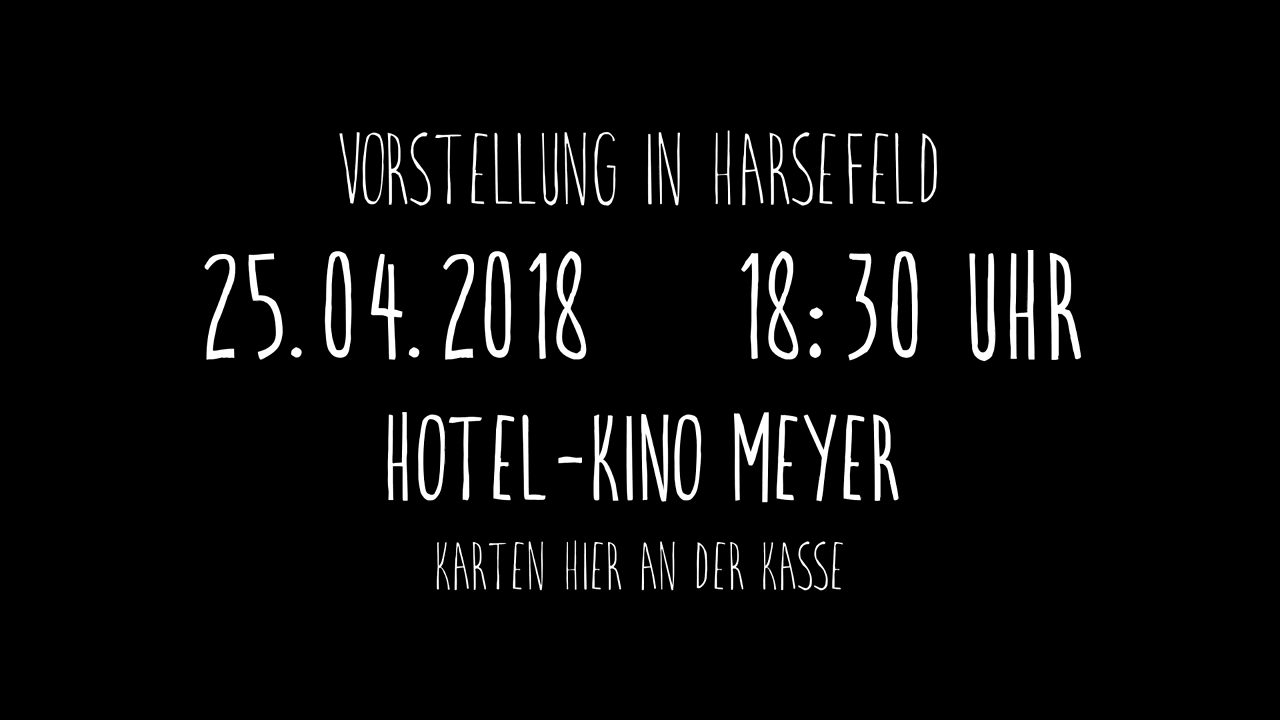 VORSTELLUNG IN HARSEFELD
25.04.2018 18:30 UHR
HOTEL-KINO MEYER
KARTEN HIER AN DER KASSE